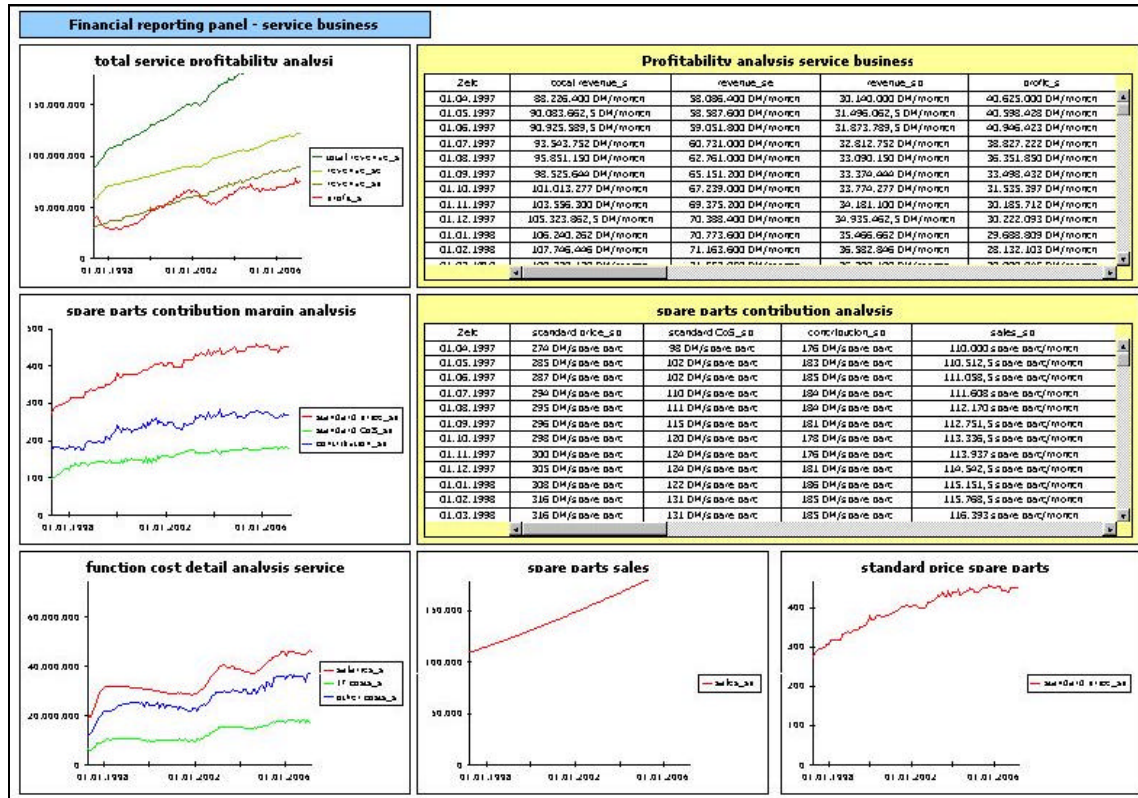 Financial reporting panel - service business
total service profitability analysi
150.000.000
100.000.000
50.000.000
0
01.01.1998 01.01.2002 01.01.2006
total revenue_s
revenue_se
revenue_sp
profit_s
Profitability analysis service business
Zeit total revenue_s revenue_se revenue_sp profit_s
01.04.1997 88.226.400 DM/month 58.086.400 DM/month 30.140.000 DM/month 40.625.000 DM/month
01.05.1997 90.083.662,5 DM/month 58.587.600 DM/month 31.496.062,5 DM/month 40.598.428 DM/month
01.06.1997 90.925.589,5 DM/month 59.051.800 DM/month 31.873.789,5 DM/month 40.946.423 DM/month
01.07.1997 93.543.752 DM/month 60.731.000 DM/month 32.812.752 DM/month 38.827.222 DM/month
01.08.1997 95.851.150 DM/month 62.761.000 DM/month 33.090.150 DM/month 36.351.850 DM/month
01.09.1997 98.525.644 DM/month 65.151.200 DM/month 33.374.444 DM/month 33.498.432 DM/month
01.10.1997 101.013.277 DM/month 67.239.000 DM/month 33.774.277 DM/month 31.535.397 DM/month
01.11.1997 103.556.300 DM/month 69.375.200 DM/month 34.181.100 DM/month 30.185.712 DM/month
01.12.1997 105.323.862,5 DM/month 70.388.400 DM/month 34.935.462,5 DM/month 30.222.093 DM/month
01.01.1998 106.240.262 DM/month 70.773.600 DM/month 35.466.662 DM/month 29.688.809 DM/month
01.02.1998 107.746.446 DM/month 71.163.600 DM/month 36.582.846 DM/month 28.132.103 DM/month
spare parts contribution margin analysis
500
400
300
200
100
01.01.1998 01.01.2002 01.01.2006
standard price_sp
standard CoS_sp
contribution_sp
spare parts contribution analysis
Zeit standard price_sp standard CoS_sp contribution_sp sales_sp
01.04.1997 274 DM/spare part 98 DM/spare part 176 DM/spare part 110.000 spare part/month
01.05.1997 285 DM/spare part 102 DM/spare part 183 DM/spare part 110.512,5 spare part/month
01.06.1997 287 DM/spare part 102 DM/spare part 185 DM/spare part 111.058,5 spare part/month
01.07.1997 294 DM/spare part 110 DM/spare part 184 DM/spare part 111.608 spare part/month
01.08.1997 295 DM/spare part 111 DM/spare part 184 DM/spare part 112.170 spare part/month
01.09.1997 296 DM/spare part 115 DM/spare part 181 DM/spare part 112.751,5 spare part/month
01.10.1997 298 DM/spare part 120 DM/spare part 178 DM/spare part 113.336,5 spare part/month
01.11.1997 300 DM/spare part 124 DM/spare part 176 DM/spare part 113.937 spare part/month
01.12.1997 305 DM/spare part 124 DM/spare part 181 DM/spare part 114.542,5 spare part/month
01.01.1998 308 DM/spare part 122 DM/spare part 186 DM/spare part 115.151,5 spare part/month
01.02.1998 316 DM/spare part 131 DM/spare part 185 DM/spare part 115.768,5 spare part/month
01.03.1998 316 DM/spare part 131 DM/spare part 185 DM/spare part 116.393 spare part/month
function cost detail analysis service
60.000.000
40.000.000
20.000.000
0
01.01.1998 01.01.2002 01.01.2006
salaries_s
IT costs_s
other costs_s
spare parts sales
150.000
100.000
50.000
0
01.01.1998 01.01.2002 01.01.2006
sales_sp
standard price spare parts
400
300
200
100
0
01.01.1998 01.01.2002 01.01.2006
standard price_sp